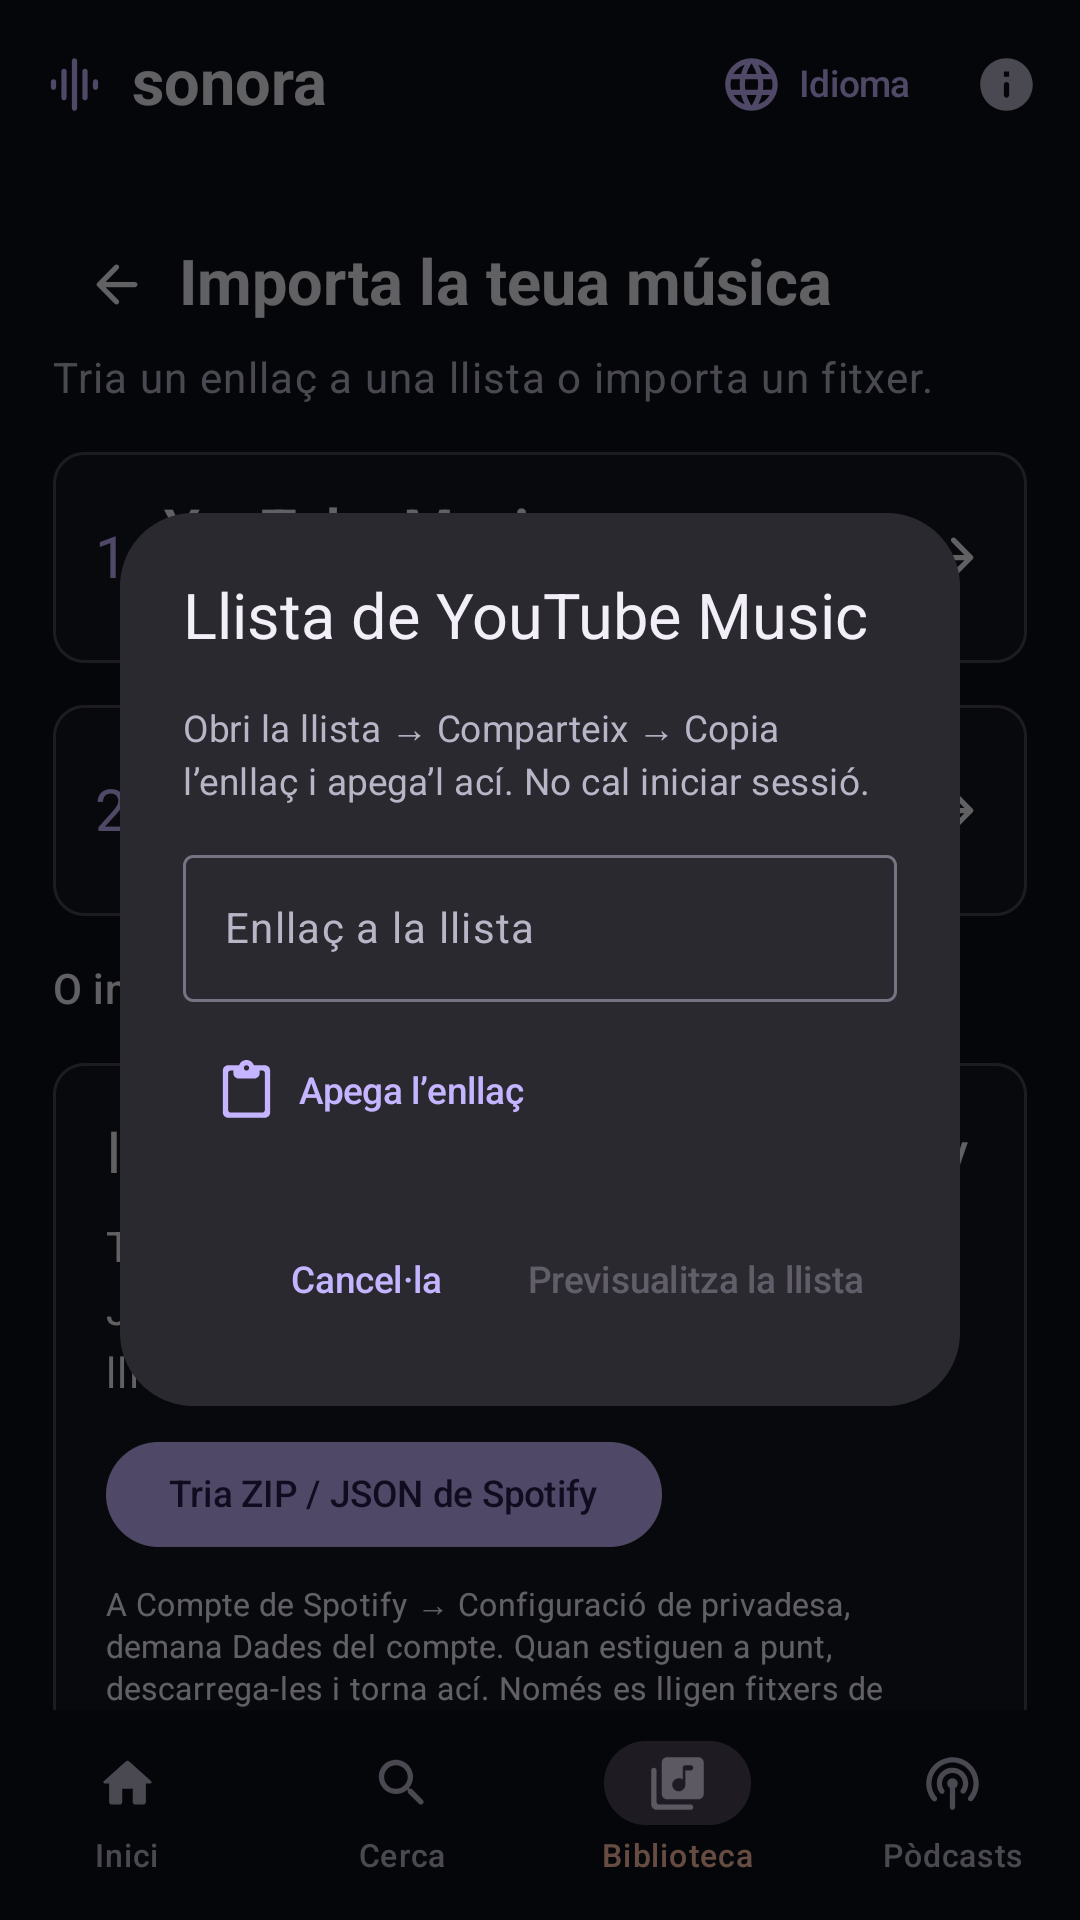 sonora
Idioma
Importa la teua música
Tria un enllaç a una llista o importa un fitxer.
1
Llista de YouTube Music
Obri la llista → Comparteix → Copia
l’enllaç i apega’l ací. No cal iniciar sessió.
2
Enllaç a la llista
Apega l’enllaç
Cancel·la
Previsualitza la llista
Tria ZIP / JSON de Spotify
A Compte de Spotify → Configuració de privadesa,
demana Dades del compte. Quan estiguen a punt,
descarrega-les i torna ací. Només es lligen fitxers de
Inici
Cerca
Biblioteca
Pòdcasts